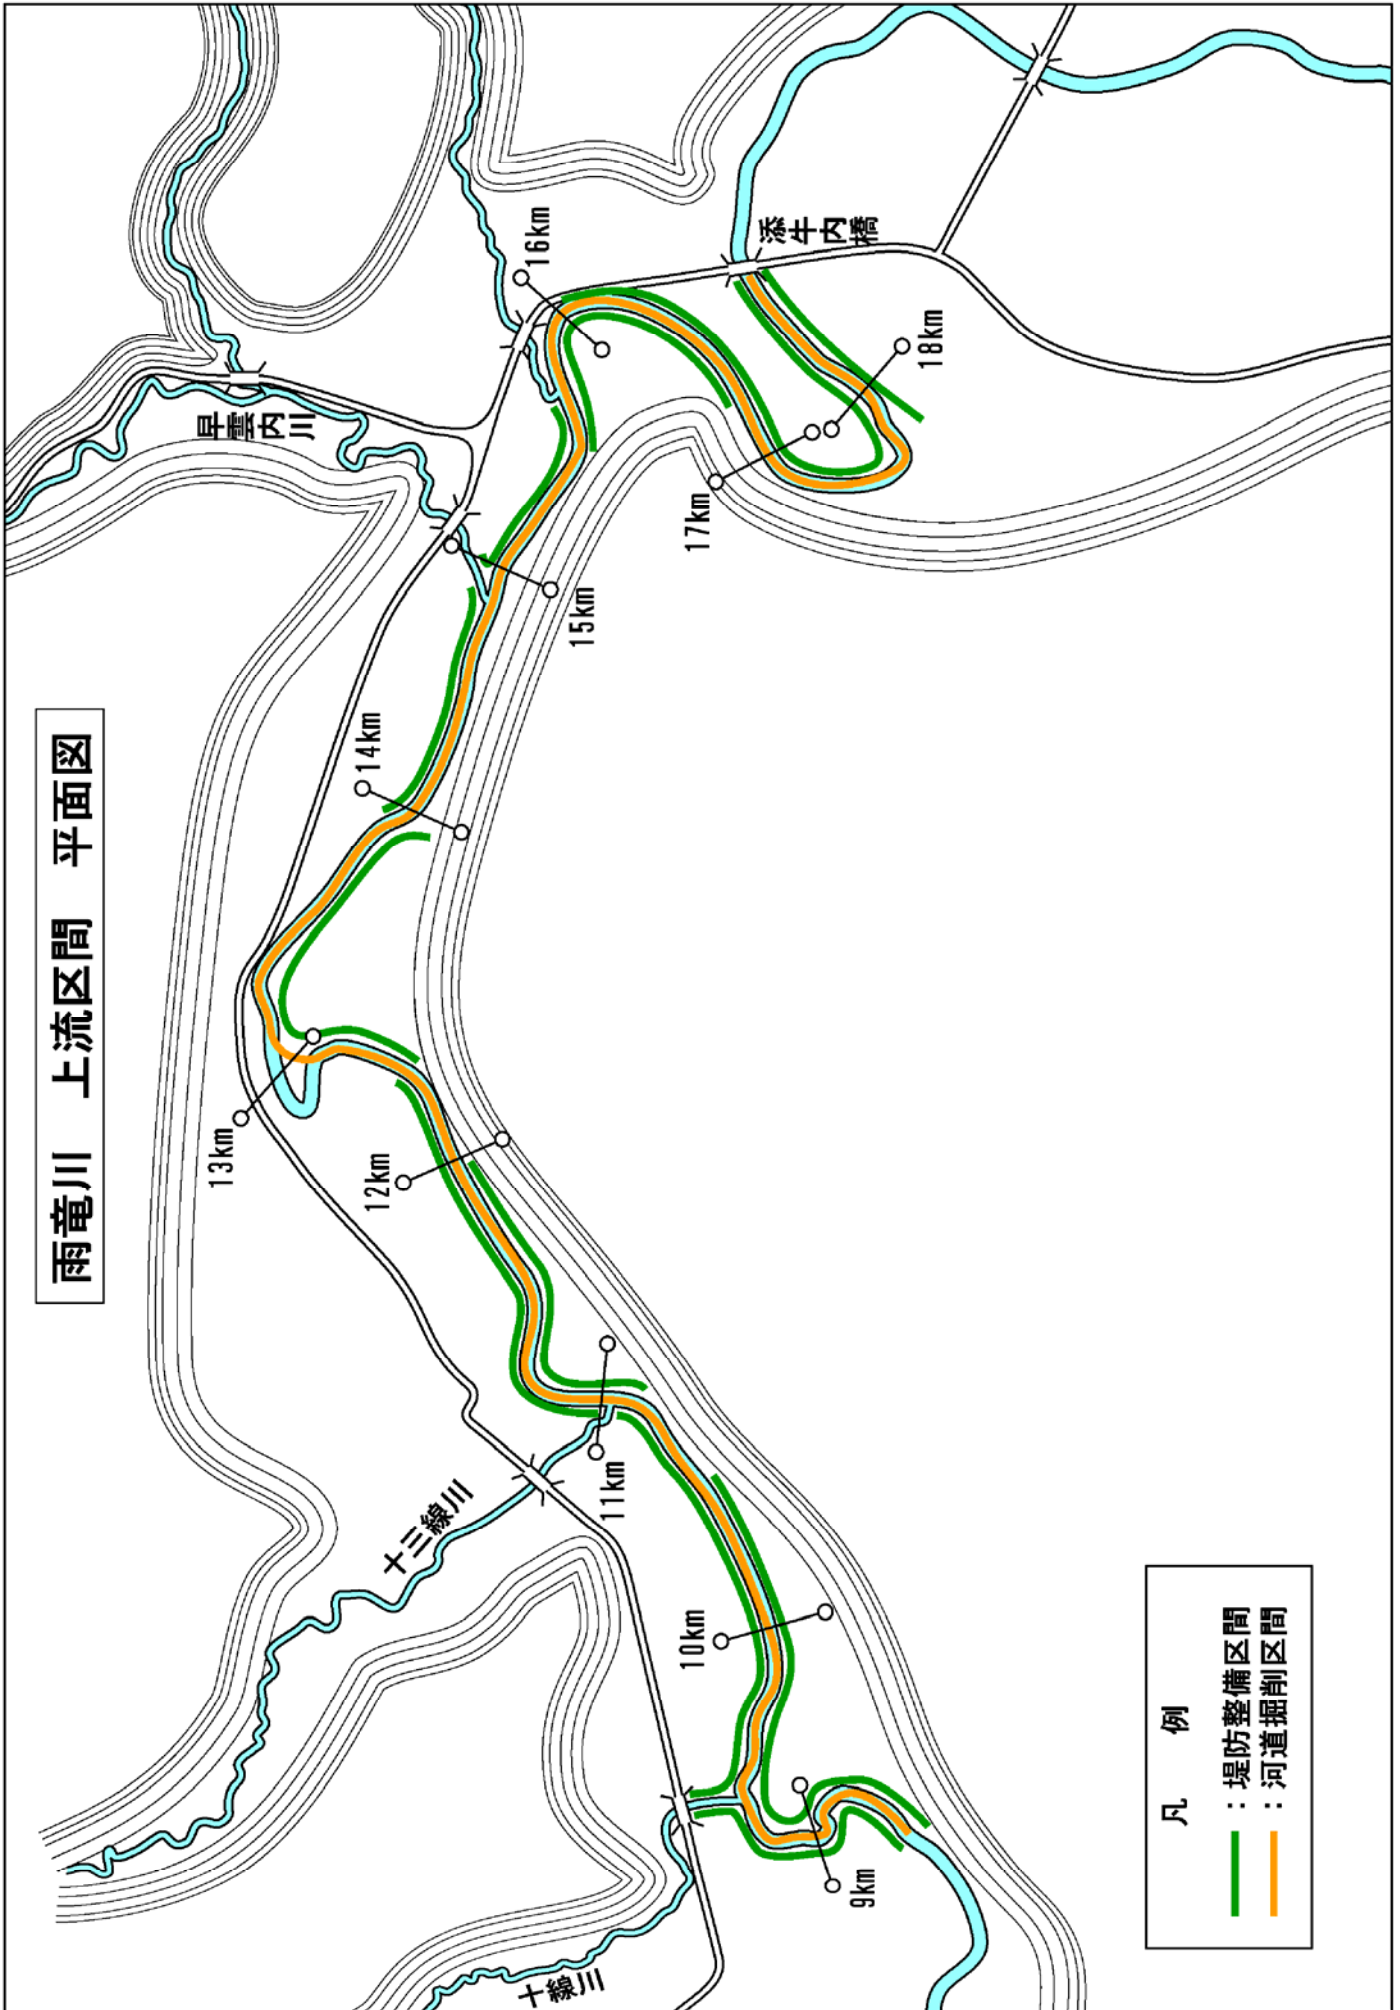 雨竜川　上流区間　平面図
十線川
十三線川
早雲内川
添牛内橋
9km
10km
11km
12km
13km
14km
15km
16km
17km
18km
凡　例
：堤防整備区間
：河道掘削区間